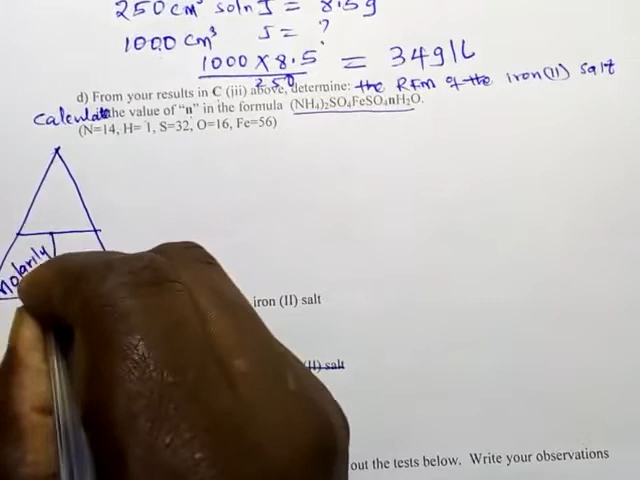 250 cm³ soln J = 8.5g
1000 cm³ J = ?
1000 × 8.5 = 34g/L
250
d) From your results in C (iii) above, determine: the RFM of the iron(II) salt
Calculate the value of "n" in the formula (NH₄)₂SO₄FeSO₄nH₂O.
(N=14, H= 1, S=32, O=16, Fe=56)
molarity
iron (II) salt
(II) salt
out the tests below. Write your observations